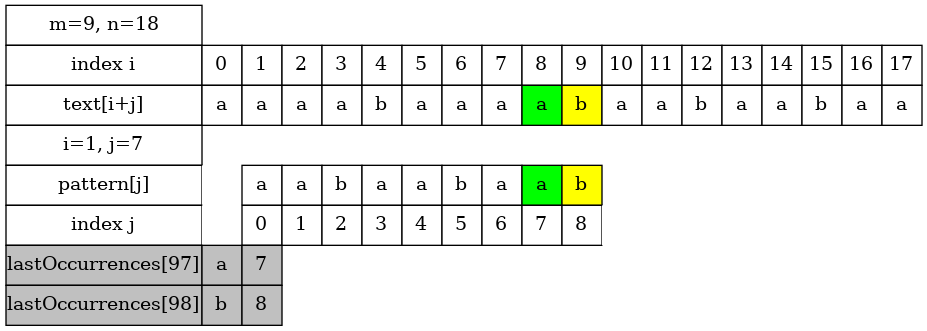 m=9, n=18
index i 0 1 2 3 4 5 6 7 8 9 10 11 12 13 14 15 16 17
text[i+j] a a a a b a a a a b a a b a a b a a
i=1, j=7
pattern[j] a a b a a b a a b
index j 0 1 2 3 4 5 6 7 8
lastOccurrences[97] a 7
lastOccurrences[98] b 8